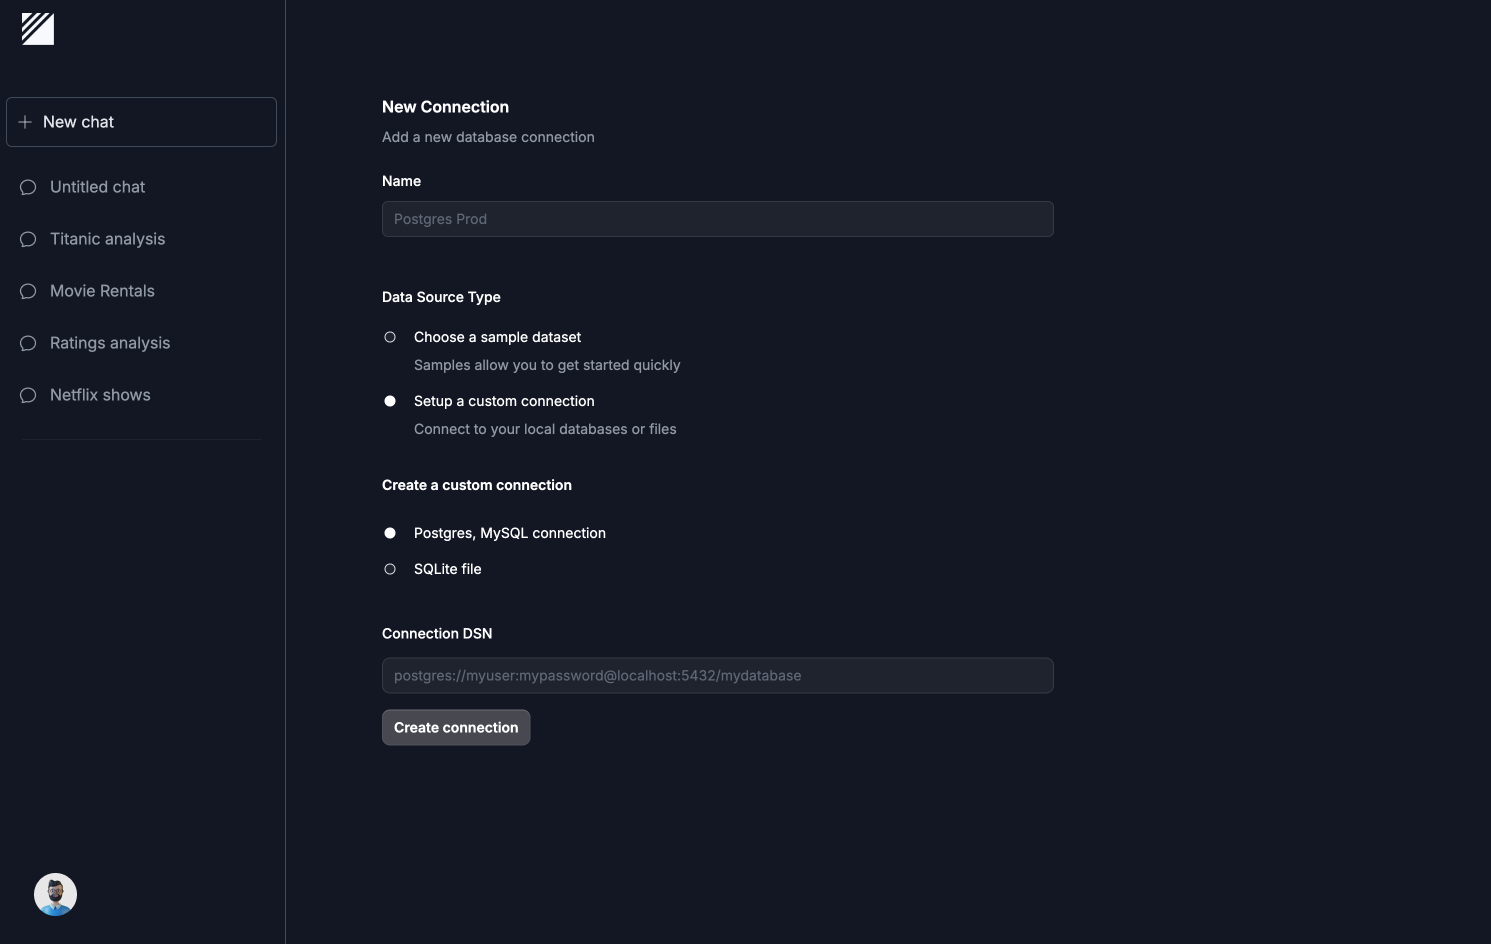 New chat
Untitled chat
Titanic analysis
Movie Rentals
Ratings analysis
Netflix shows
New Connection
Add a new database connection
Name
Postgres Prod
Data Source Type
Choose a sample dataset
Samples allow you to get started quickly
Setup a custom connection
Connect to your local databases or files
Create a custom connection
Postgres, MySQL connection
SQLite file
Connection DSN
postgres://myuser:mypassword@localhost:5432/mydatabase
Create connection